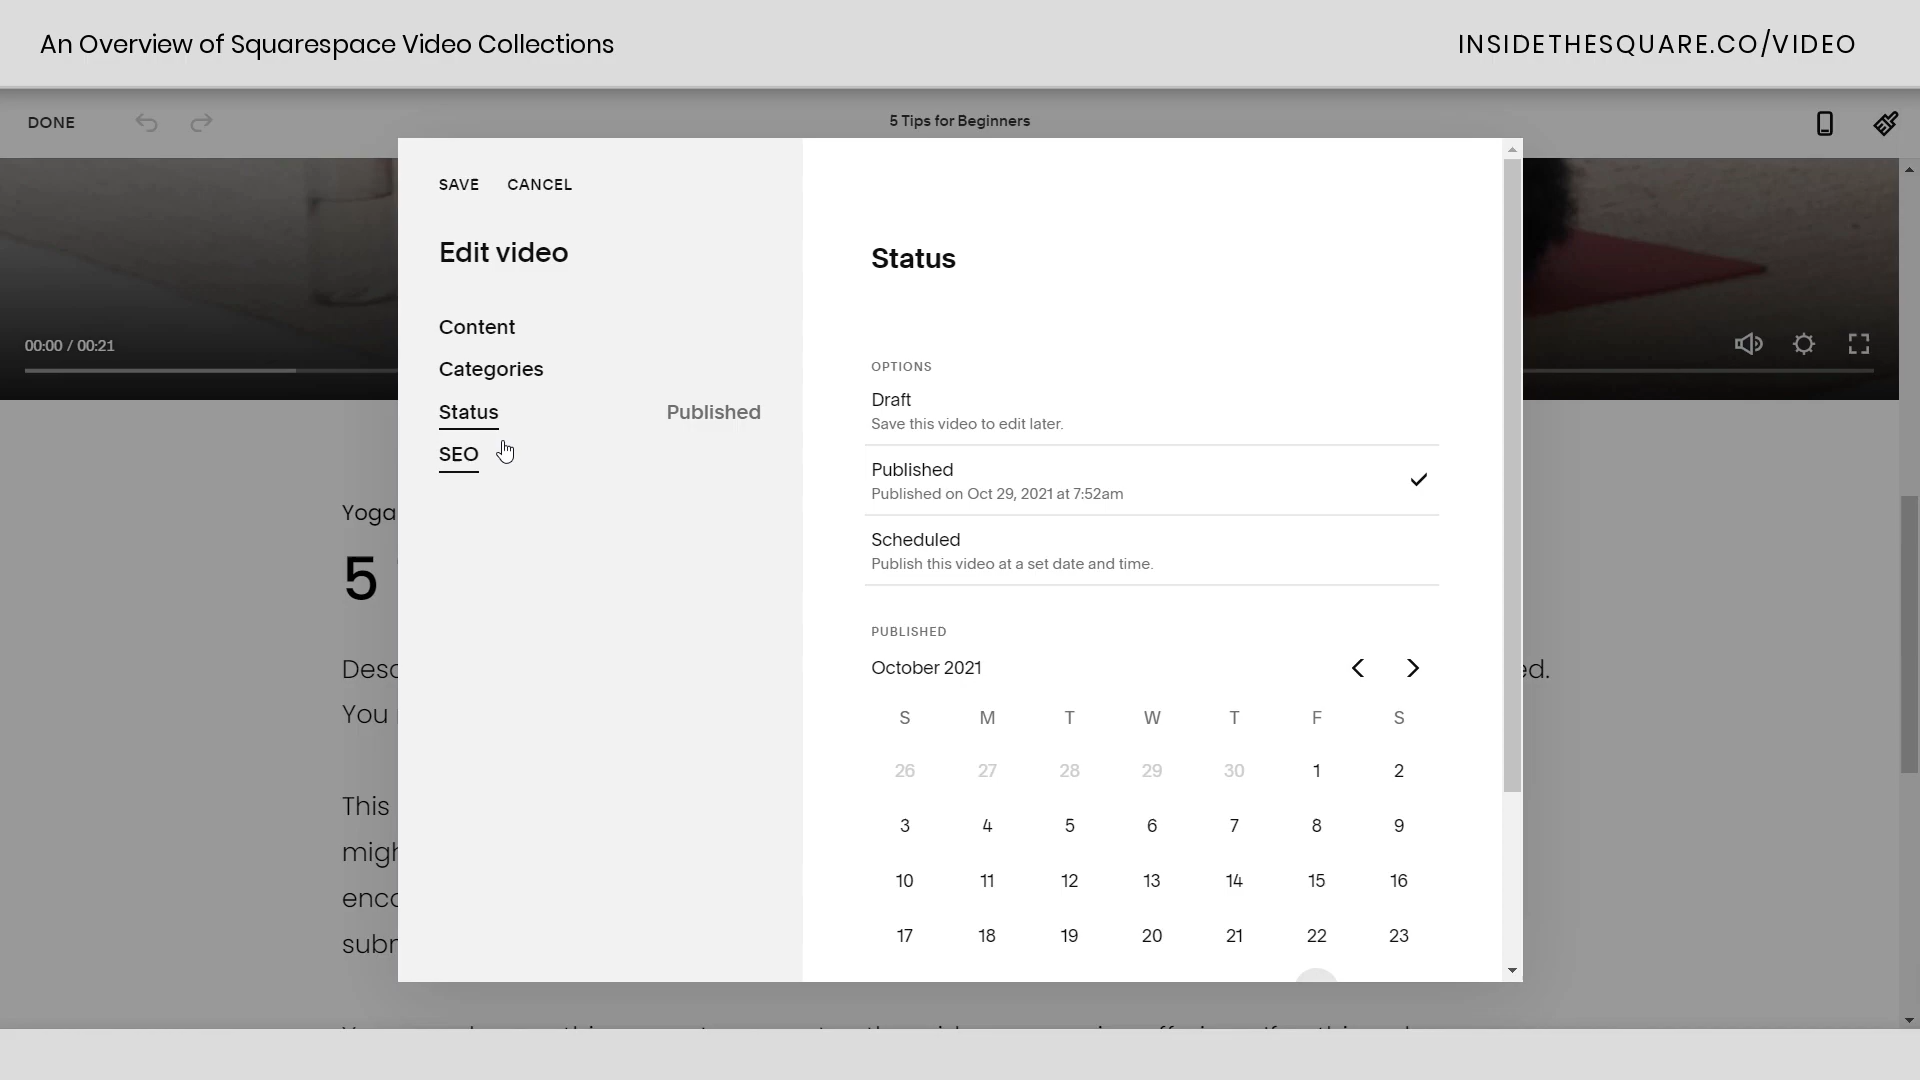 An Overview of Squarespace Video Collections
INSIDETHESQUARE.CO/VIDEO
DONE
5 Tips for Beginners
SAVE CANCEL
Edit video
Content
Categories
Status Published
SEO
Status
OPTIONS
Draft
Save this video to edit later.
Published
Published on Oct 29, 2021 at 7:52am
Scheduled
Publish this video at a set date and time.
PUBLISHED
October 2021
S M T W T F S
26 27 28 29 30 1 2
3 4 5 6 7 8 9
10 11 12 13 14 15 16
17 18 19 20 21 22 23
00:00 / 00:21
Yoga
5
You
This